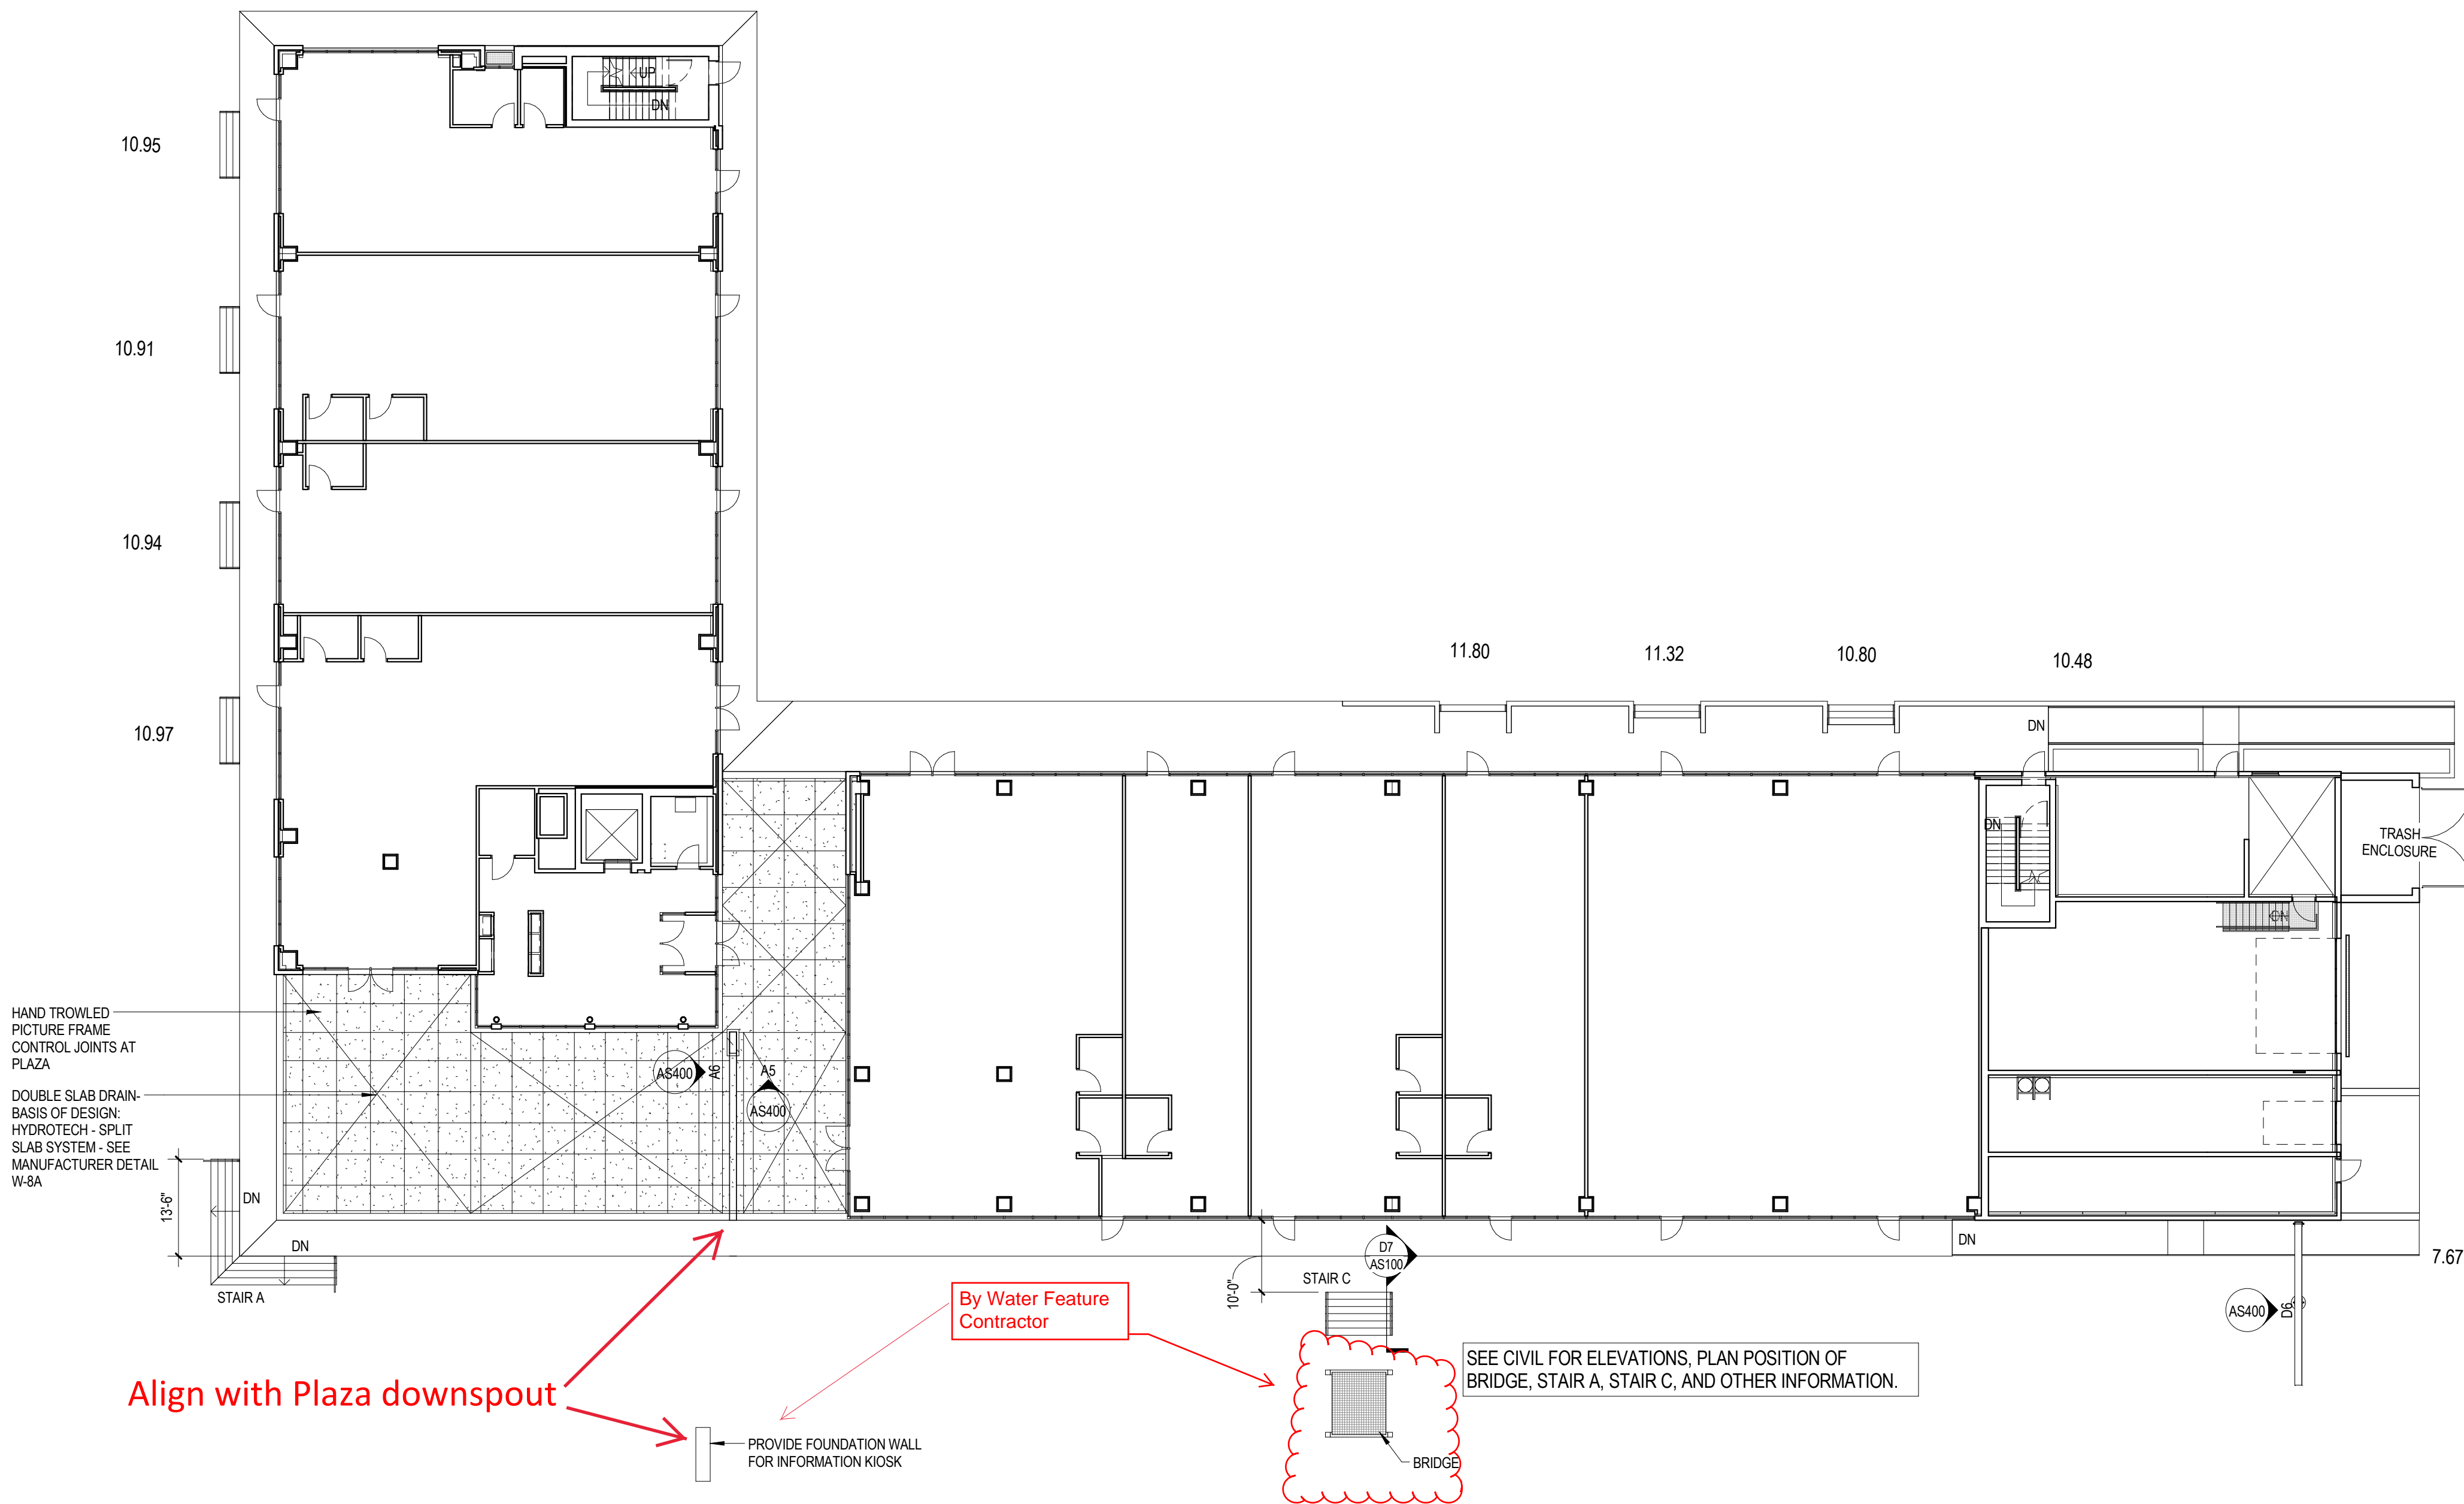 UP
DN
10.95
10.91
10.94
10.97
11.80
11.32
10.80
10.48
DN
DN
TRASH
ENCLOSURE
DN
HAND TROWLED
PICTURE FRAME
CONTROL JOINTS AT
PLAZA
DOUBLE SLAB DRAIN-
BASIS OF DESIGN:
HYDROTECH - SPLIT
SLAB SYSTEM - SEE
MANUFACTURER DETAIL
W-8A
AS400
A6
A5
AS400
13'-6"
DN
DN
STAIR A
D7
AS100
DN
7.67
10'-0"
STAIR C
AS400
D6
By Water Feature
Contractor
SEE CIVIL FOR ELEVATIONS, PLAN POSITION OF
BRIDGE, STAIR A, STAIR C, AND OTHER INFORMATION.
Align with Plaza downspout
PROVIDE FOUNDATION WALL
FOR INFORMATION KIOSK
BRIDGE